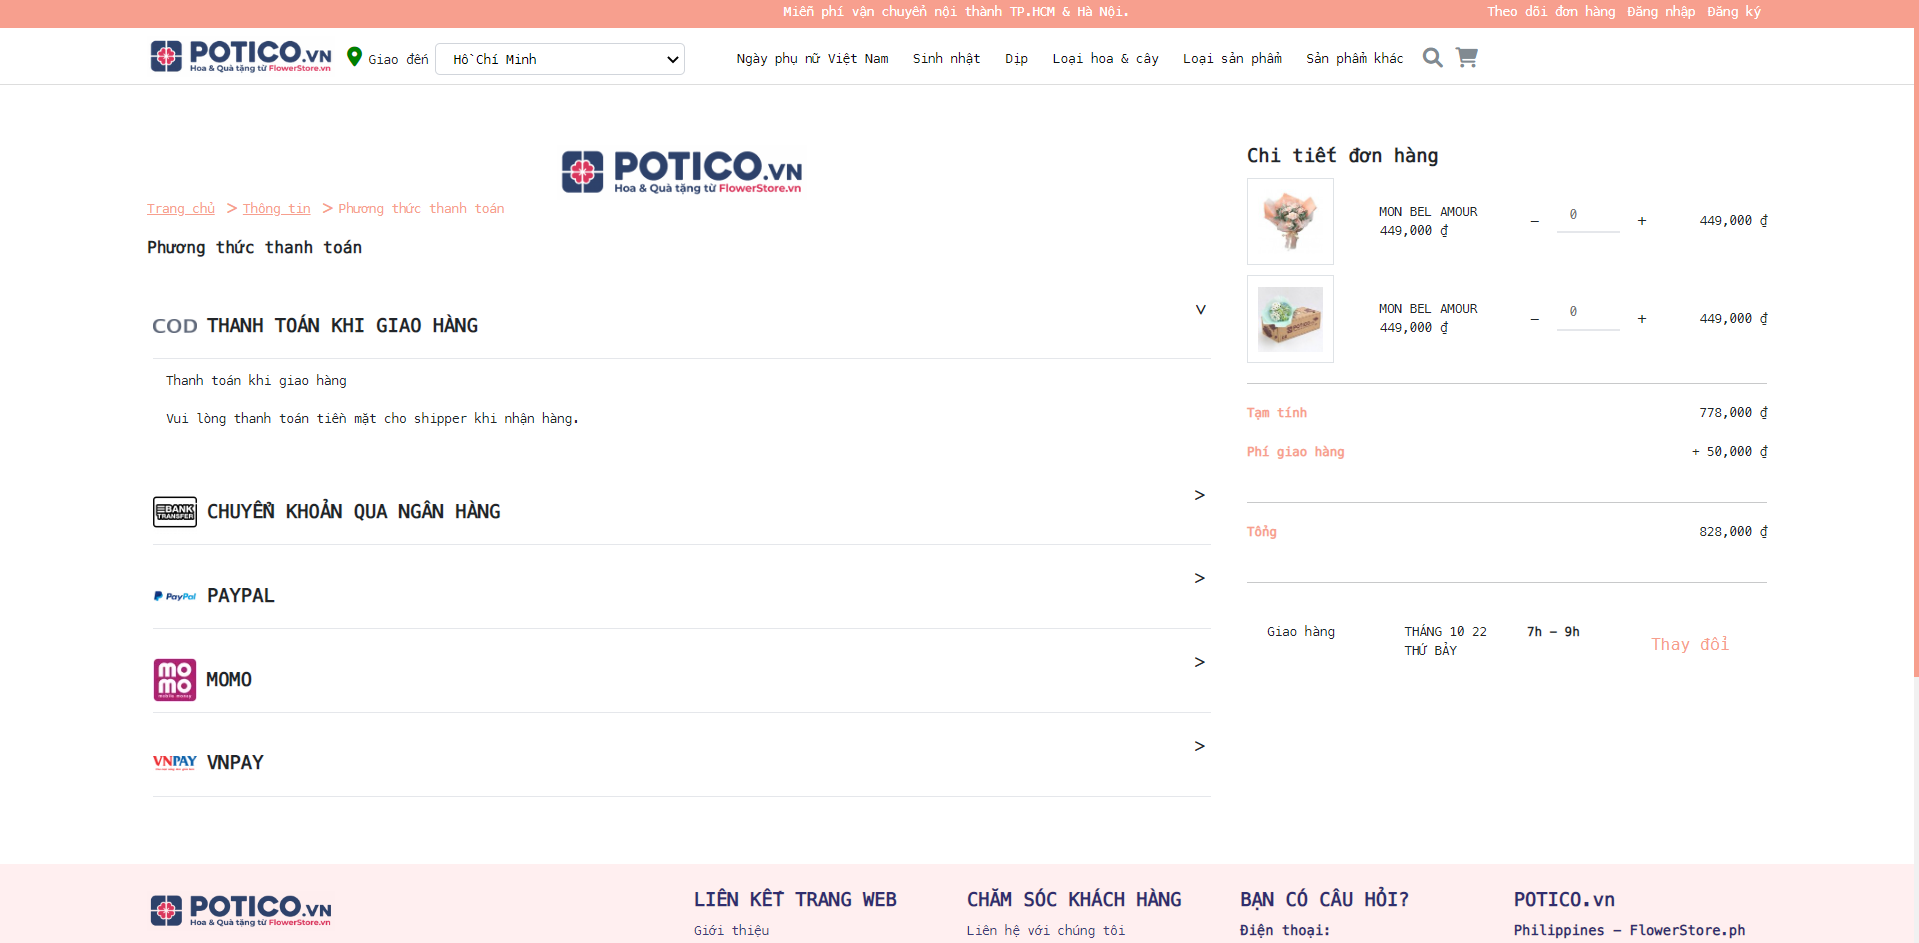 Miễn phí vận chuyển nội thành TP.HCM & Hà Nội.
Theo dõi đơn hàng Đăng nhập Đăng ký
POTICO.VN
Hoa & Quà tặng từ FlowerStore.vn
Giao đến
Hồ Chí Minh
Ngày phụ nữ Việt Nam
Sinh nhật
Dịp
Loại hoa & cây
Loại sản phẩm
Sản phẩm khác
POTICO.VN
Hoa & Quà tặng từ FlowerStore.vn
Trang chủ > Thông tin > Phương thức thanh toán
Phương thức thanh toán
COD THANH TOÁN KHI GIAO HÀNG
>
Thanh toán khi giao hàng
Vui lòng thanh toán tiền mặt cho shipper khi nhận hàng.
BANK TRANSFER CHUYỂN KHOẢN QUA NGÂN HÀNG
>
PayPal PAYPAL
>
mo mo MOMO
>
VNPAY VNPAY
>
Chi tiết đơn hàng
MON BEL AMOUR
449,000 ₫
– 0 + 449,000 ₫
MON BEL AMOUR
449,000 ₫
– 0 + 449,000 ₫
Tạm tính 778,000 ₫
Phí giao hàng + 50,000 ₫
Tổng 828,000 ₫
Giao hàng
THÁNG 10 22
THỨ BẢY
7h – 9h
Thay đổi
POTICO.VN
Hoa & Quà tặng từ FlowerStore.vn
LIÊN KẾT TRANG WEB
Giới thiệu
CHĂM SÓC KHÁCH HÀNG
Liên hệ với chúng tôi
BẠN CÓ CÂU HỎI?
Điện thoại:
POTICO.vn
Philippines – FlowerStore.ph